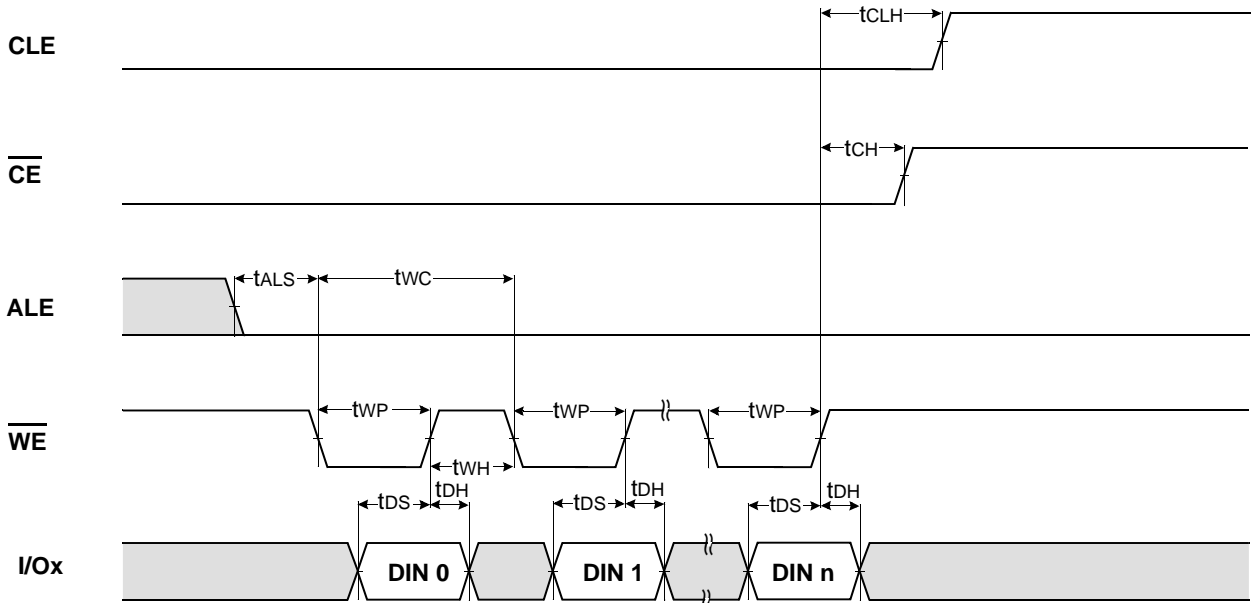 tCLH
CLE
tCH
CE
tALS
tWC
ALE
tWP
tWP
tWP
WE
tWH
tDS
tDH
tDS
tDH
tDS
tDH
I/Ox
DIN 0
DIN 1
DIN n